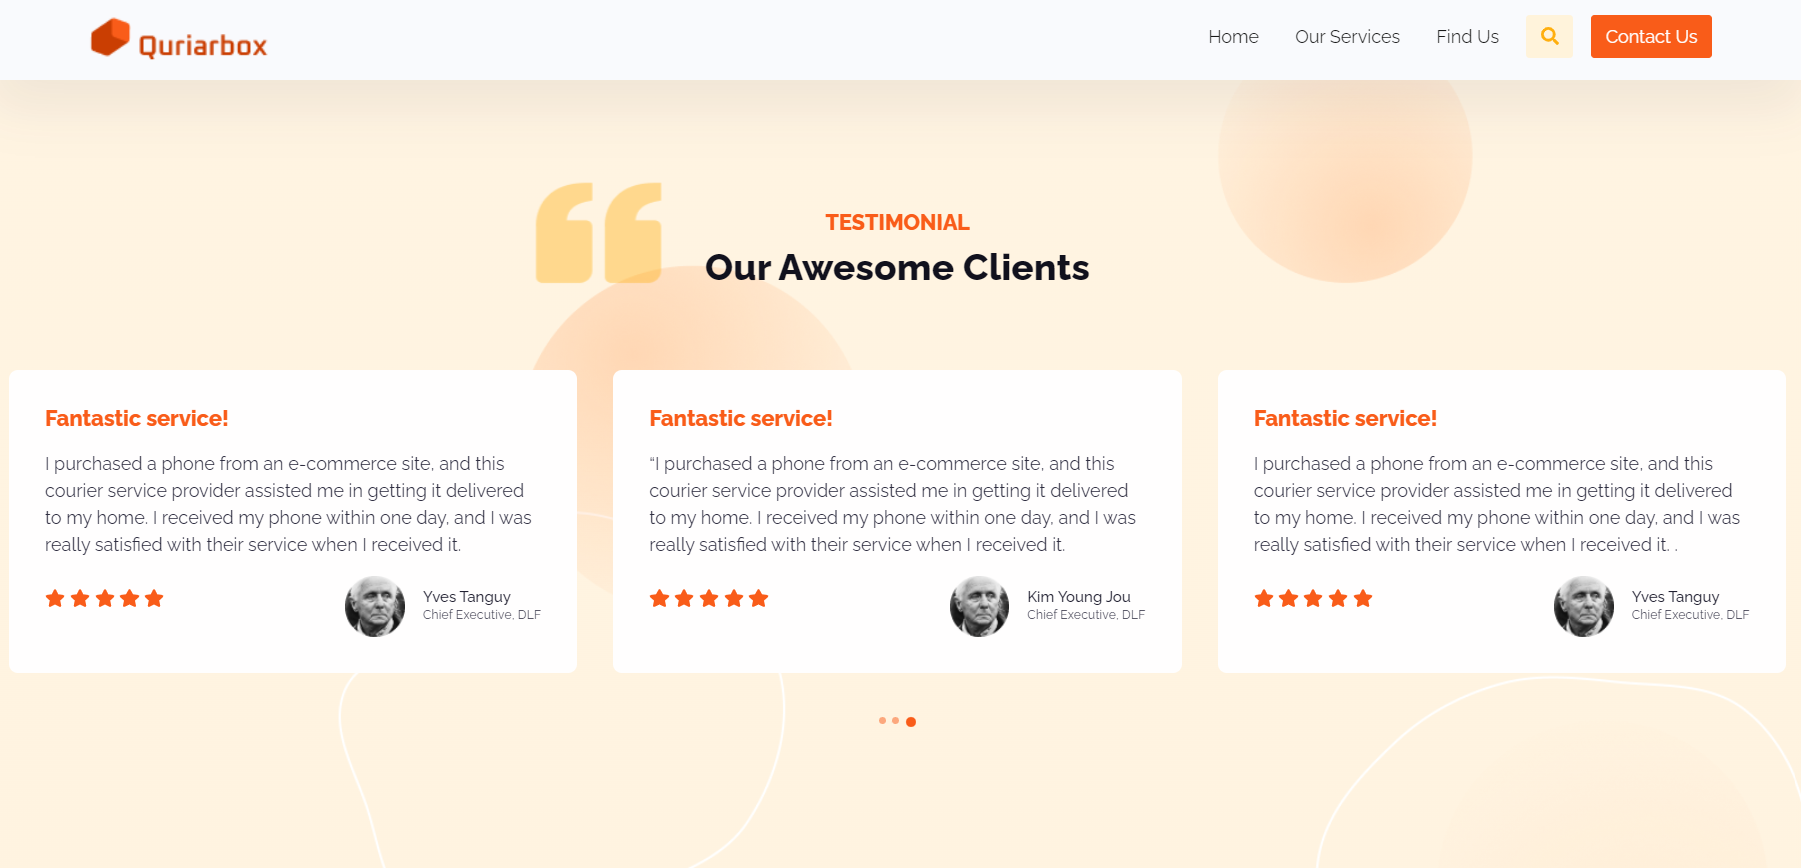 Quriarbox
Home
Our Services
Find Us
Contact Us
TESTIMONIAL
Our Awesome Clients
Fantastic service!
I purchased a phone from an e-commerce site, and this
courier service provider assisted me in getting it delivered
to my home. I received my phone within one day, and I was
really satisfied with their service when I received it.
Yves Tanguy
Chief Executive, DLF
Fantastic service!
“I purchased a phone from an e-commerce site, and this
courier service provider assisted me in getting it delivered
to my home. I received my phone within one day, and I was
really satisfied with their service when I received it.
Kim Young Jou
Chief Executive, DLF
Fantastic service!
I purchased a phone from an e-commerce site, and this
courier service provider assisted me in getting it delivered
to my home. I received my phone within one day, and I was
really satisfied with their service when I received it. .
Yves Tanguy
Chief Executive, DLF